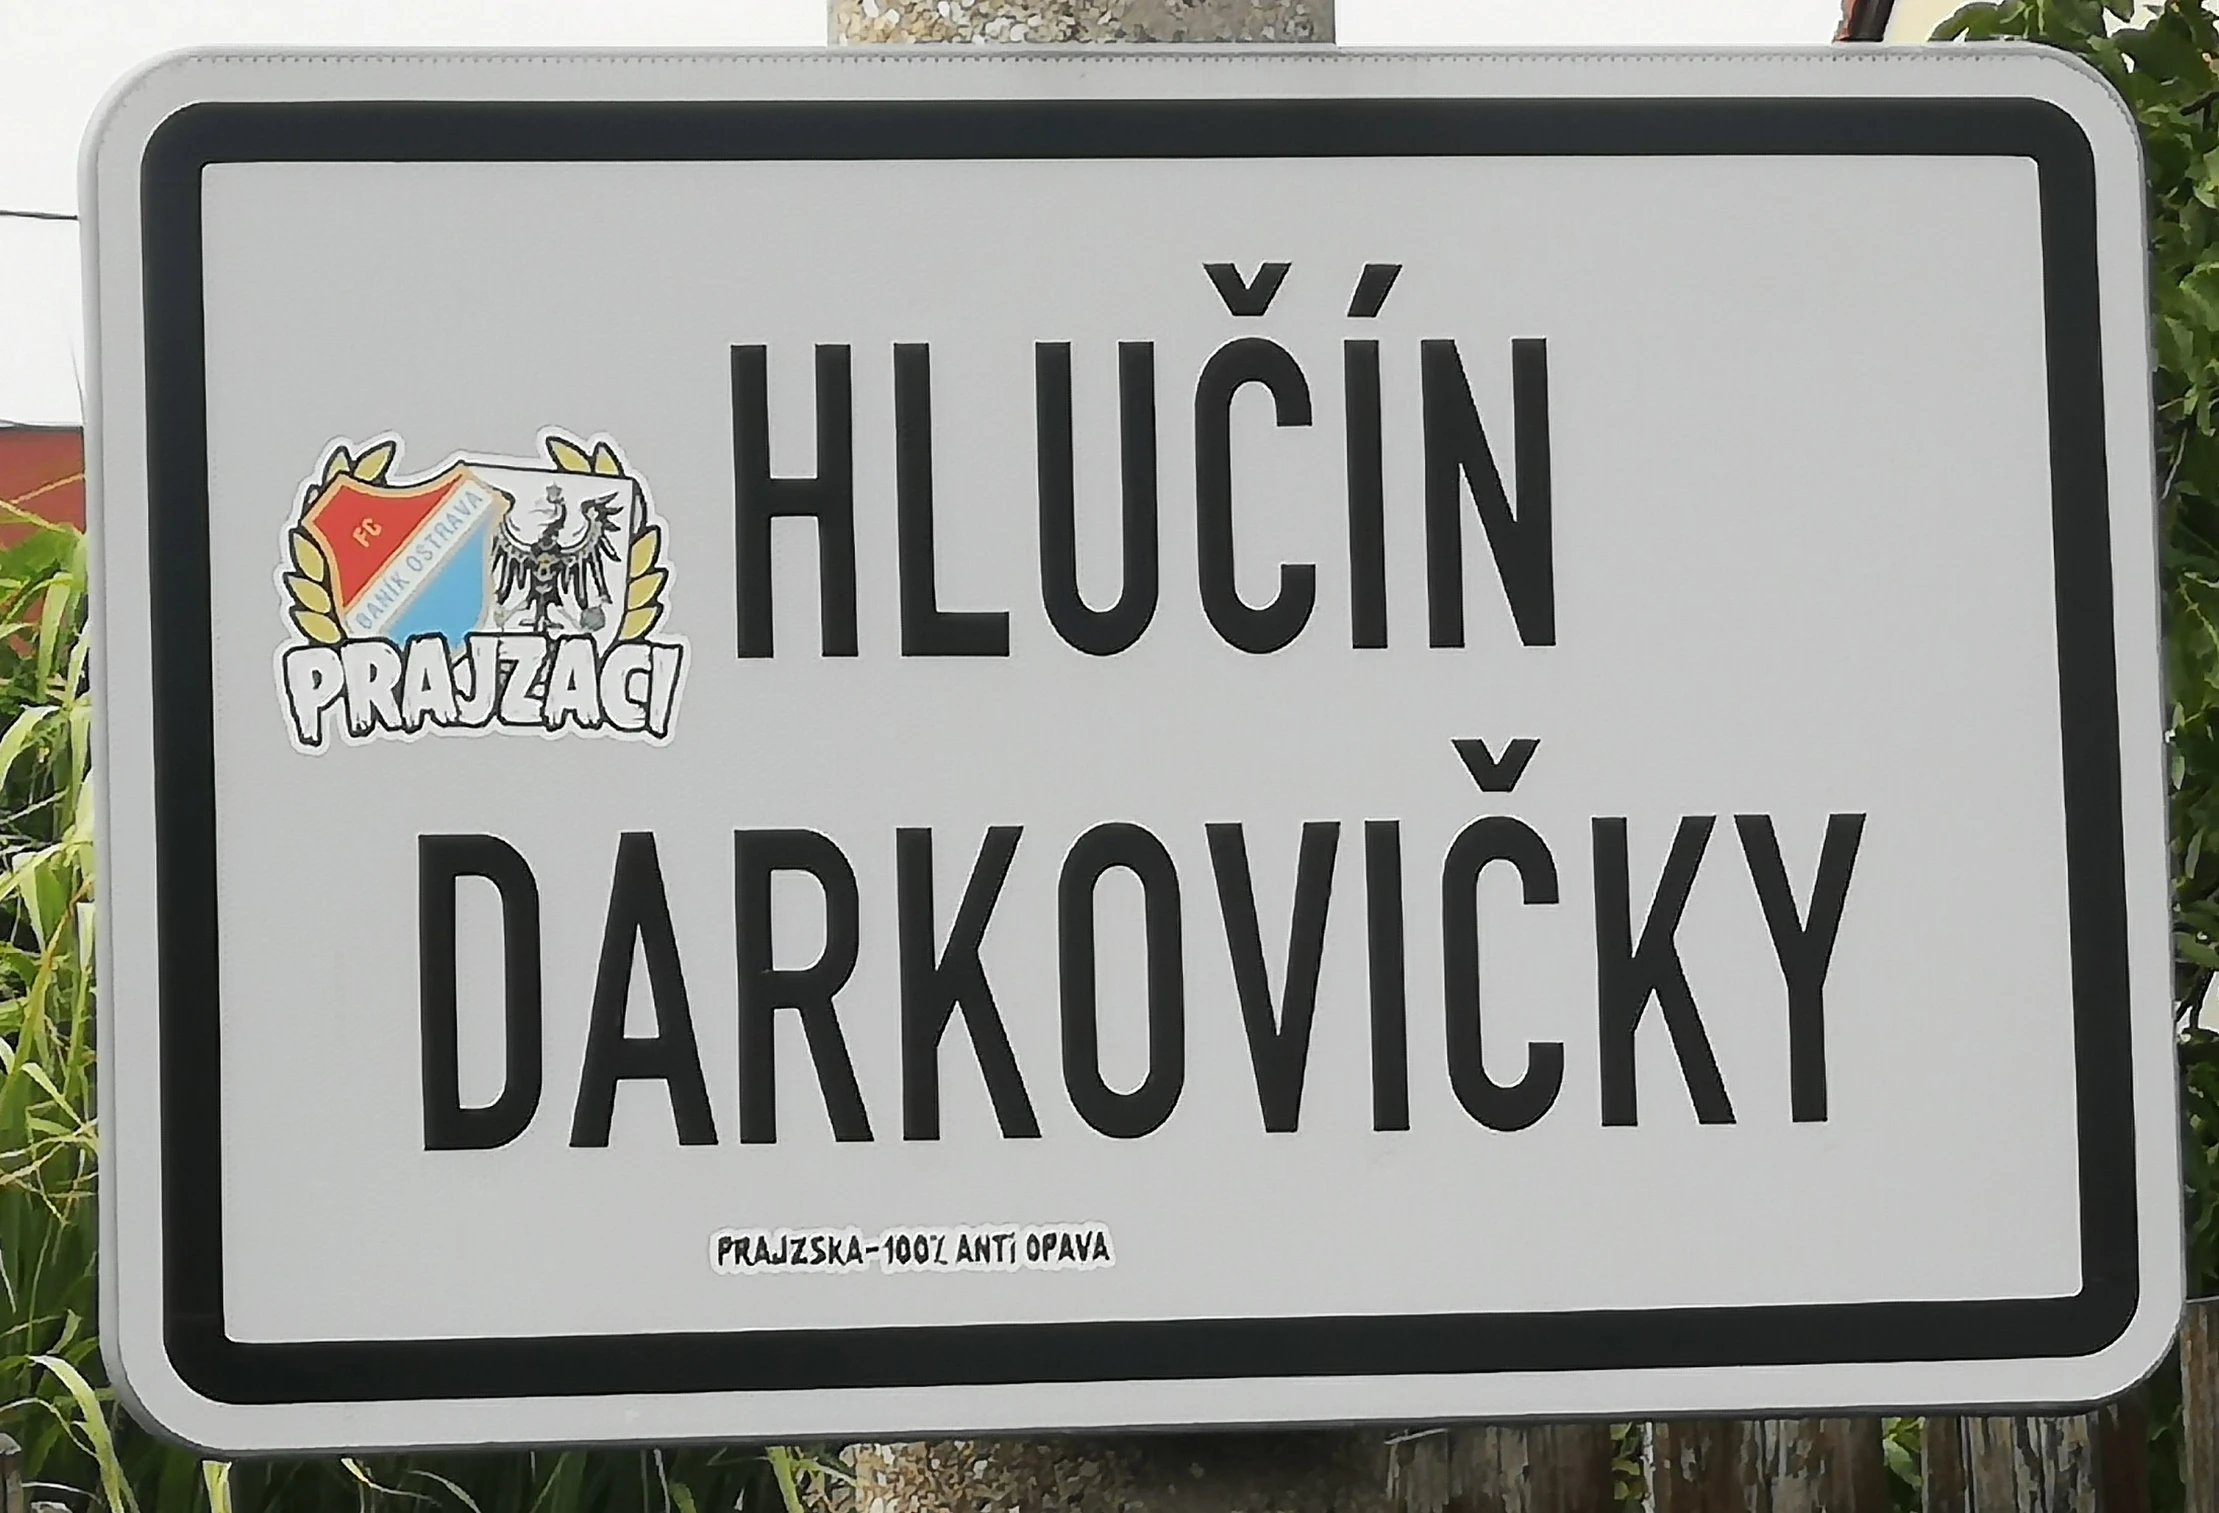 HLUČÍN
FC
BANÍK OSTRAVA
PRAJZACI
DARKOVIČKY
PRAJZSKA-100% ANTI OPAVA